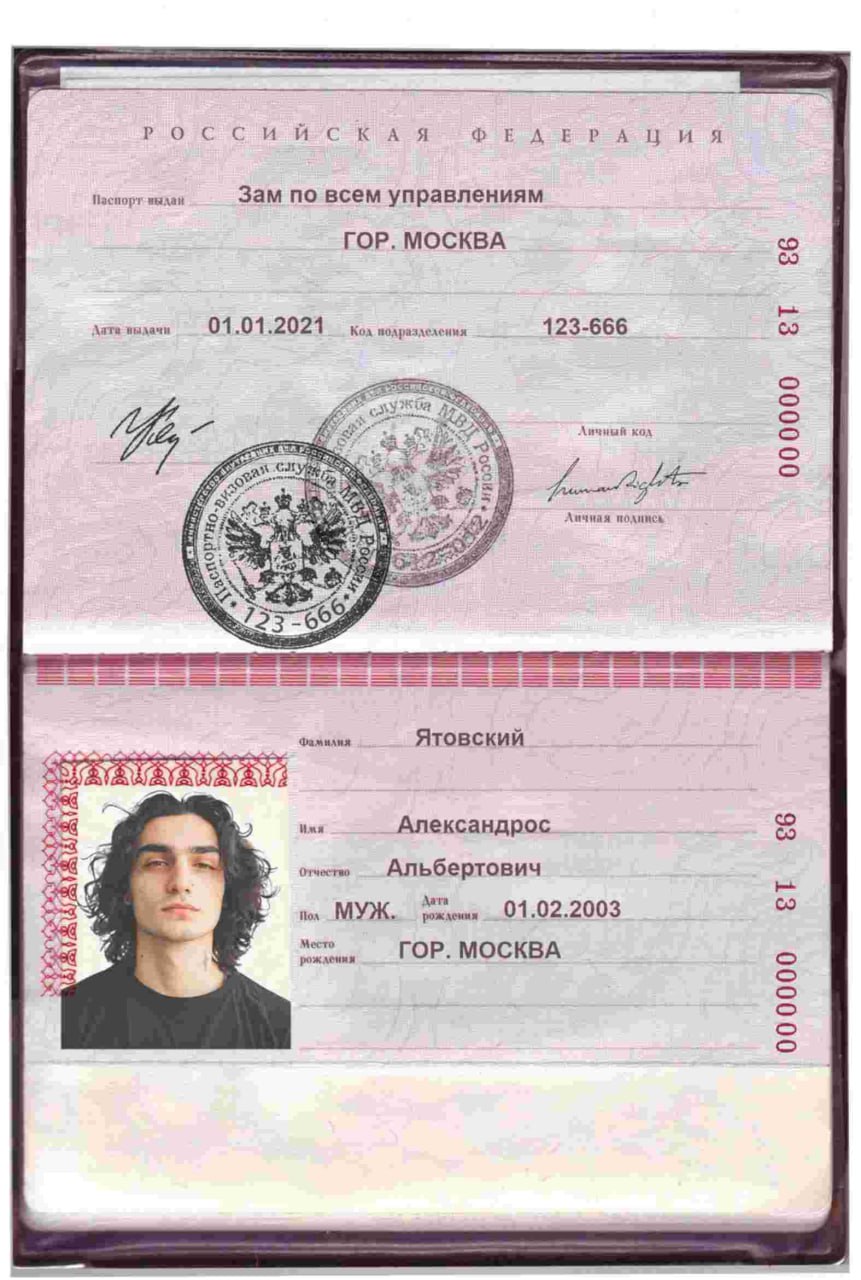 РОССИЙСКАЯ ФЕДЕРАЦИЯ
Паспорт выдан Зам по всем управлениям
ГОР. МОСКВА
Дата выдачи 01.01.2021 Код подразделения 123-666
93 13 000000
Личный код
Личная подпись
humanRights
Паспортно-визовая служба МВД России
123-666
визовая служба МВД России
612-3012
Фамилия Ятовский
Имя Александрос
Отчество Альбертович
Пол МУЖ. Дата рождения 01.02.2003
Место рождения ГОР. МОСКВА
93 13 000000